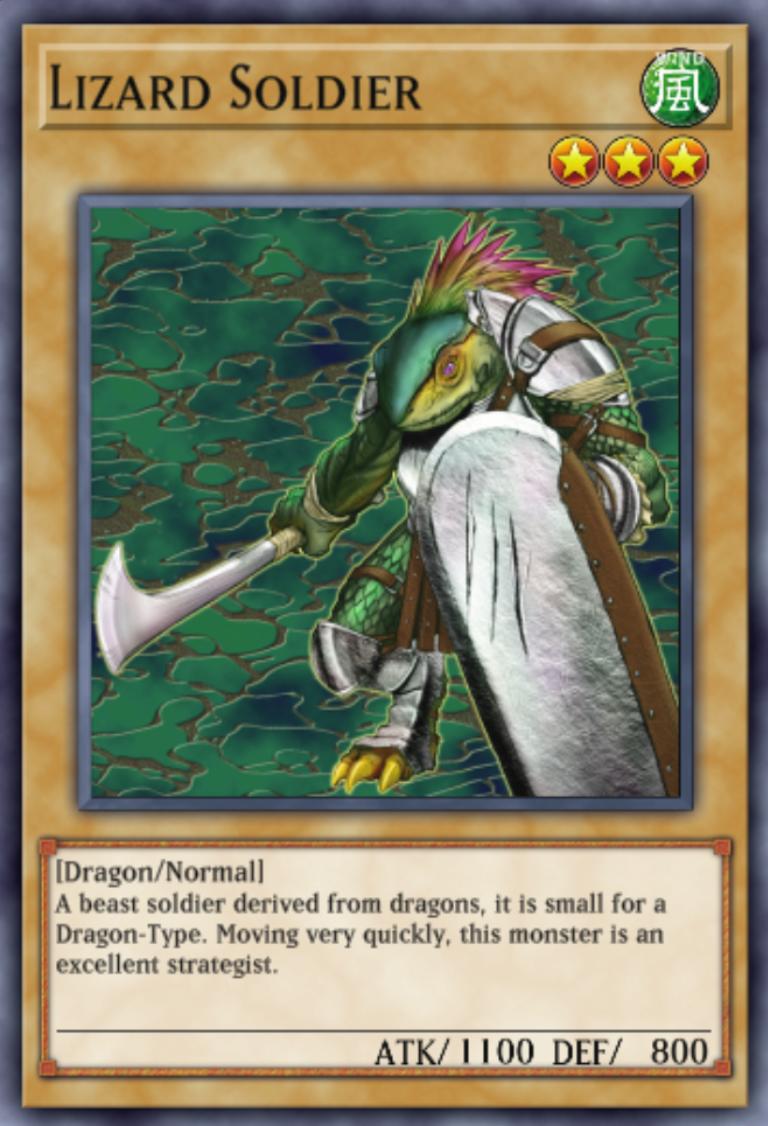 LIZARD SOLDIER
WIND
風
[Dragon/Normal]
A beast soldier derived from dragons, it is small for a
Dragon-Type. Moving very quickly, this monster is an
excellent strategist.
ATK/ 1100 DEF/ 800